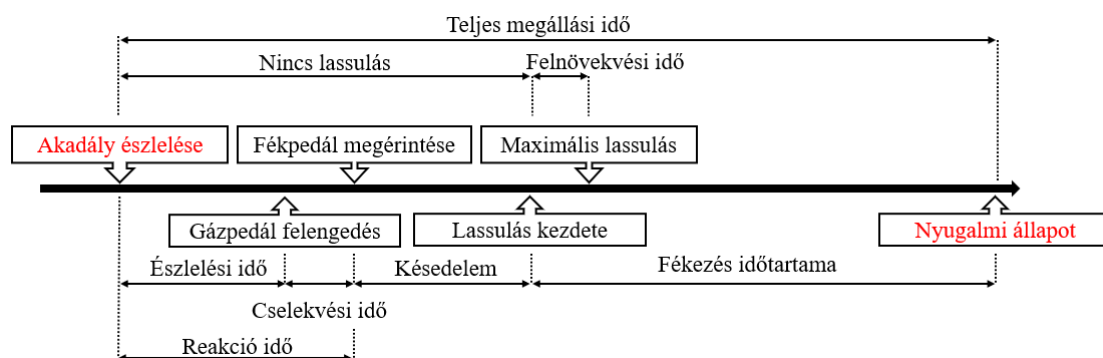 Teljes megállási idő
Nincs lassulás
Felnövekvési idő
Akadály észlelése
Fékpedál megérintése
Maximális lassulás
Gázpedál felengedés
Lassulás kezdete
Nyugalmi állapot
Észlelési idő
Késedelem
Fékezés időtartama
Cselekvési idő
Reakció idő